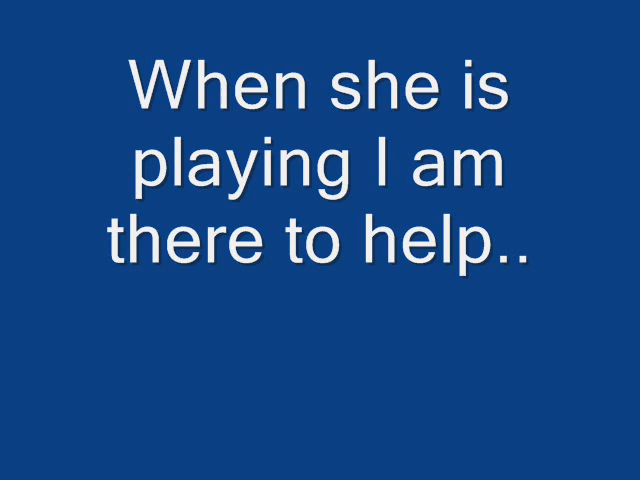 When she is
playing I am
there to help..